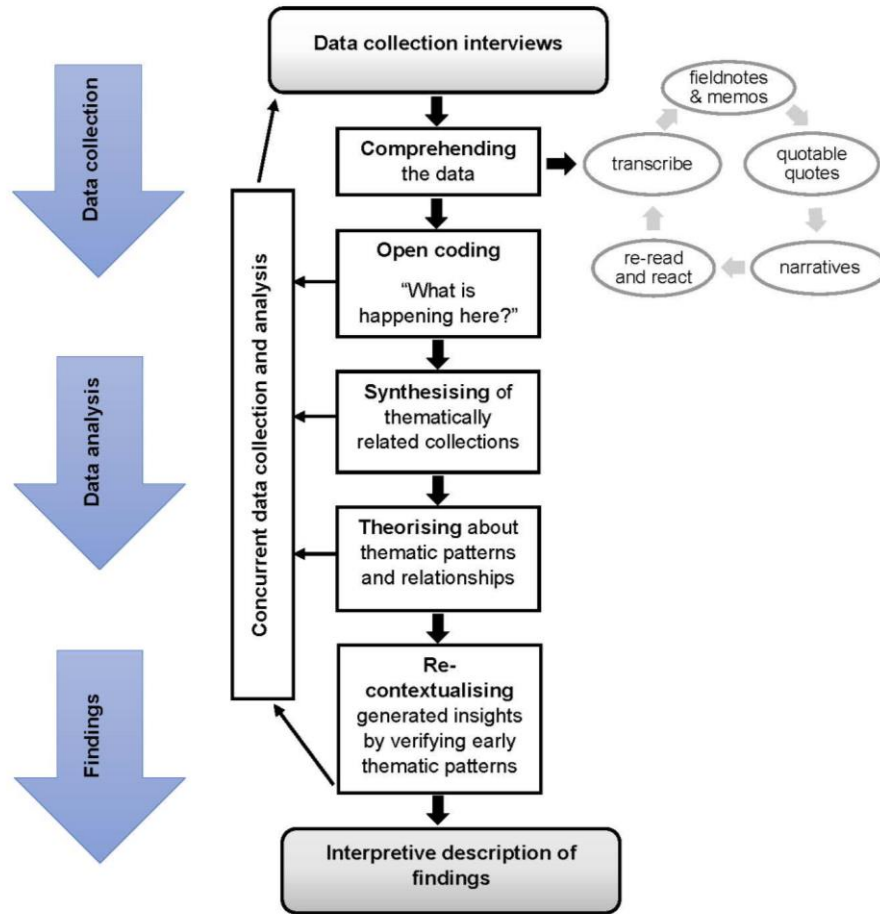 Data collection interviews
Data collection
fieldnotes
& memos
Comprehending
the data
transcribe
quotable
quotes
Open coding
“What is
happening here?”
re-read
and react
narratives
Concurrent data collection and analysis
Data analysis
Synthesising of
thematically
related collections
Theorising about
thematic patterns
and relationships
Findings
Re-
contextualising
generated insights
by verifying early
thematic patterns
Interpretive description of
findings